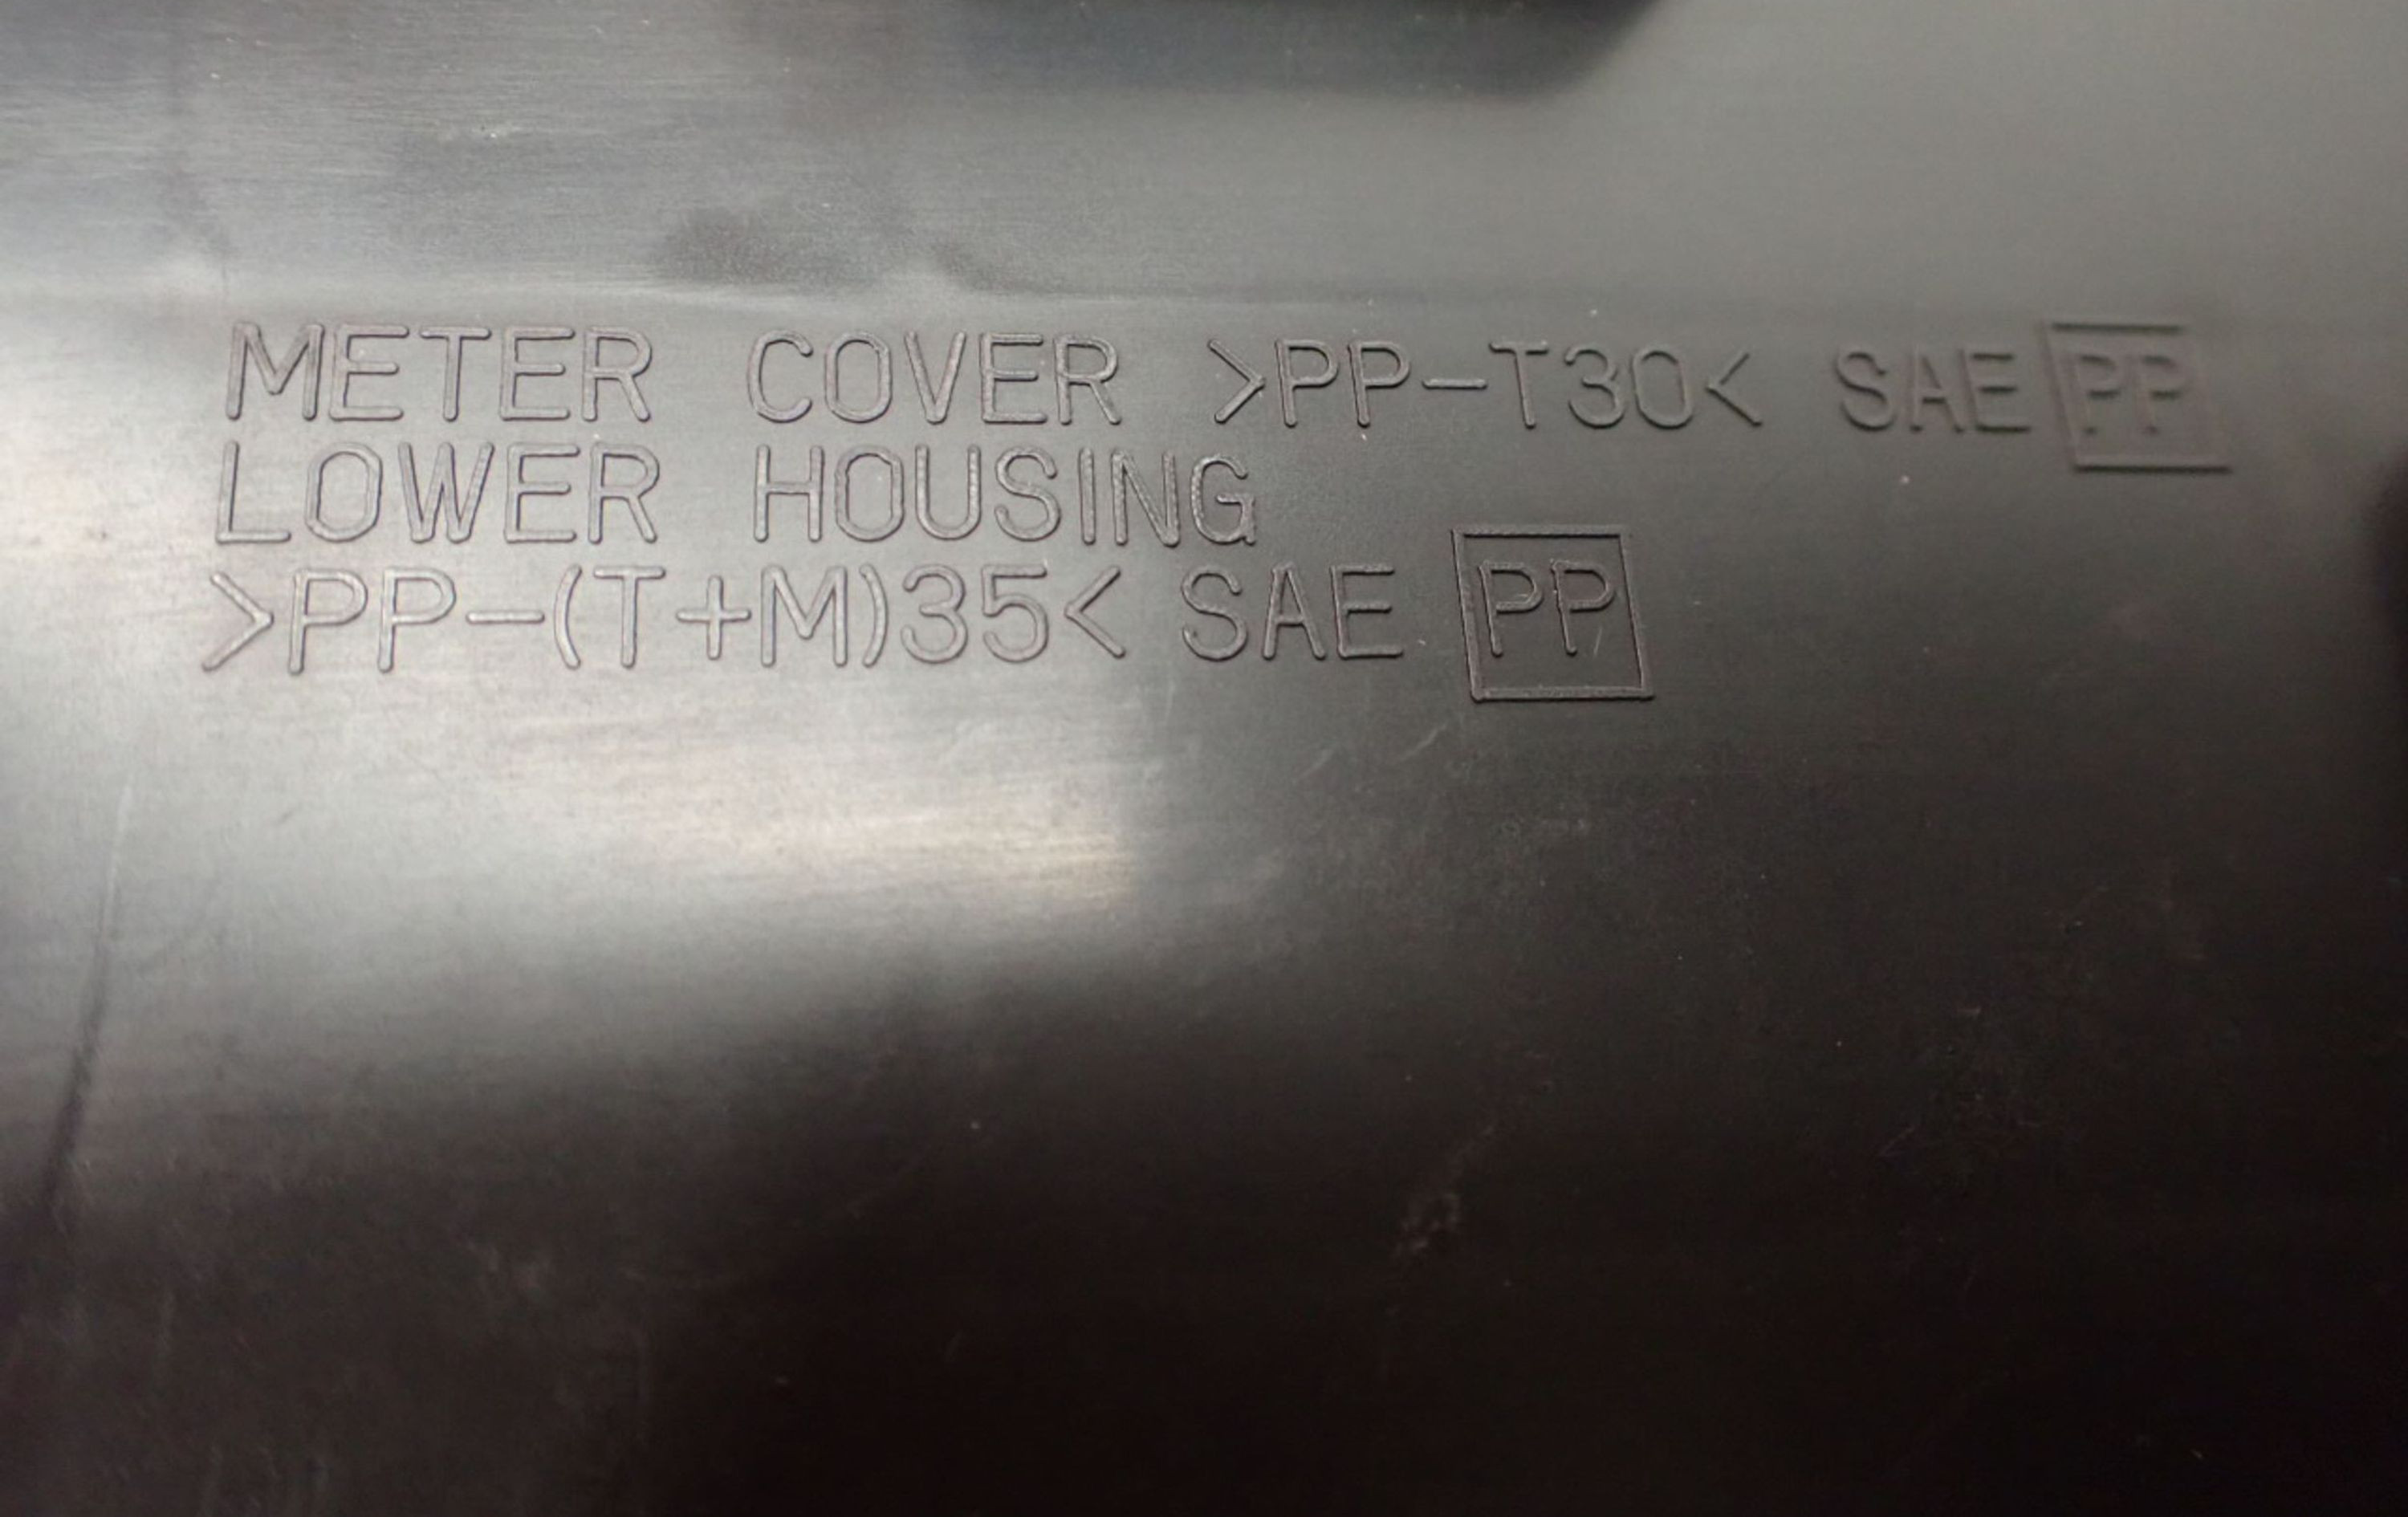 METER COVER >PP-T30< SAE PP
LOWER HOUSING
>PP-(T+M)35< SAE PP